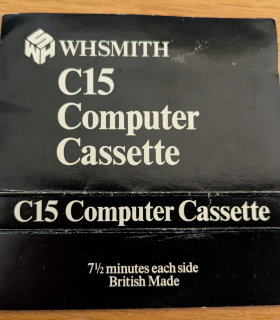 WHSMITH
C15
Computer
Cassette
C15 Computer Cassette
7½ minutes each side
British Made